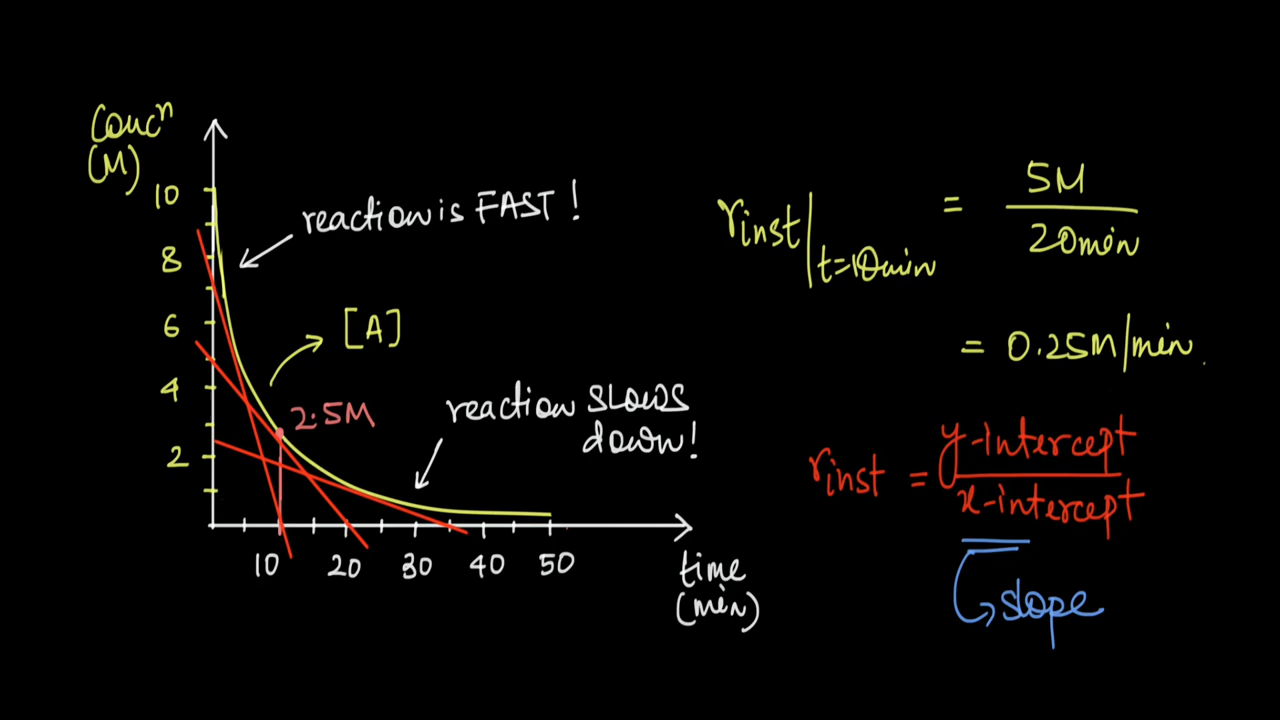 Concⁿ
(M)
10
8
6
4
2
10 20 30 40 50
time
(min)
reaction is FAST!
[A]
2.5M
reaction SLOWS
down!
rinst|t=10min = 5M
20min
= 0.25M/min.
rinst = y-intercept
x-intercept
slope